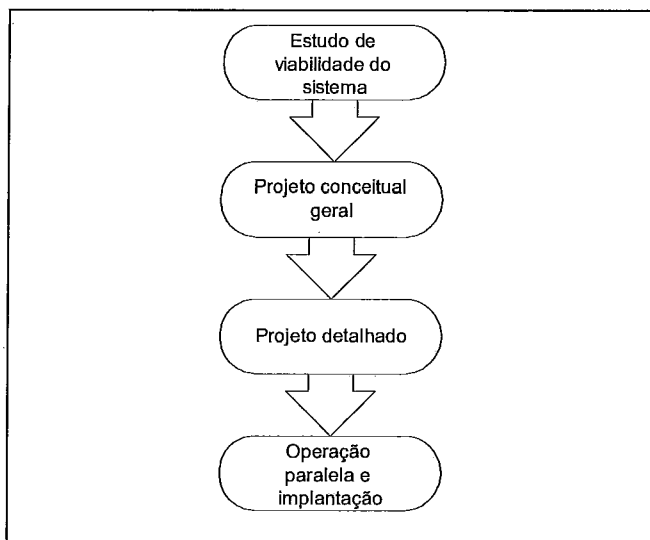 Estudo de
viabilidade do
sistema
Projeto conceitual
geral
Projeto detalhado
Operação
paralela e
implantação